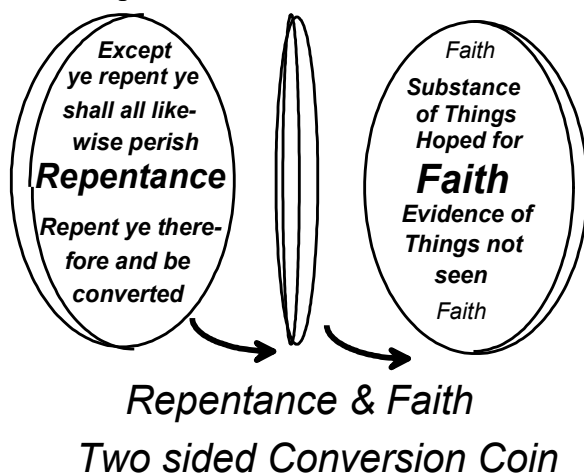 Except
ye repent ye
shall all like-
wise perish
Repentance
Repent ye there-
fore and be
converted
Faith
Substance
of Things
Hoped for
Faith
Evidence of
Things not
seen
Faith
Repentance & Faith
Two sided Conversion Coin